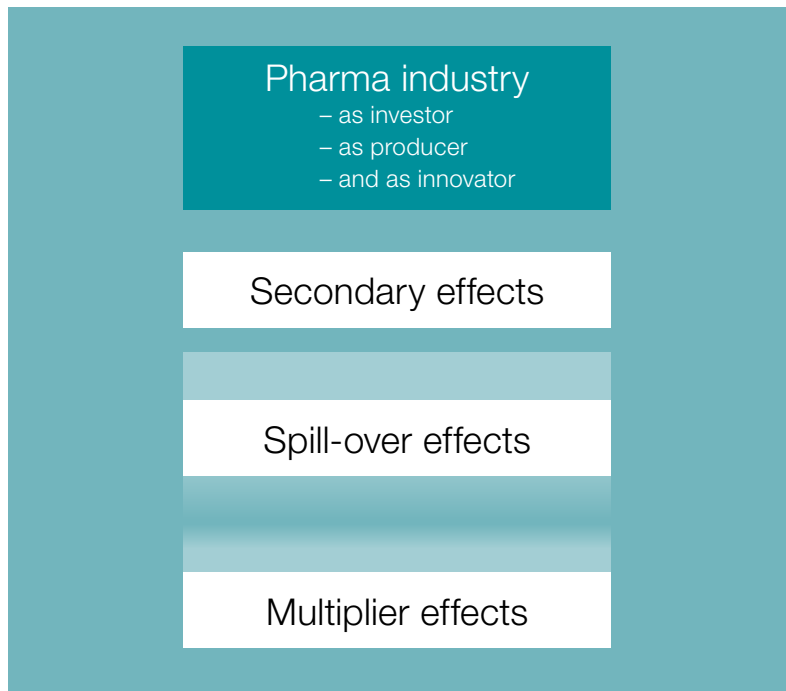 Pharma industry
– as investor
– as producer
– and as innovator
Secondary effects
Spill-over effects
Multiplier effects